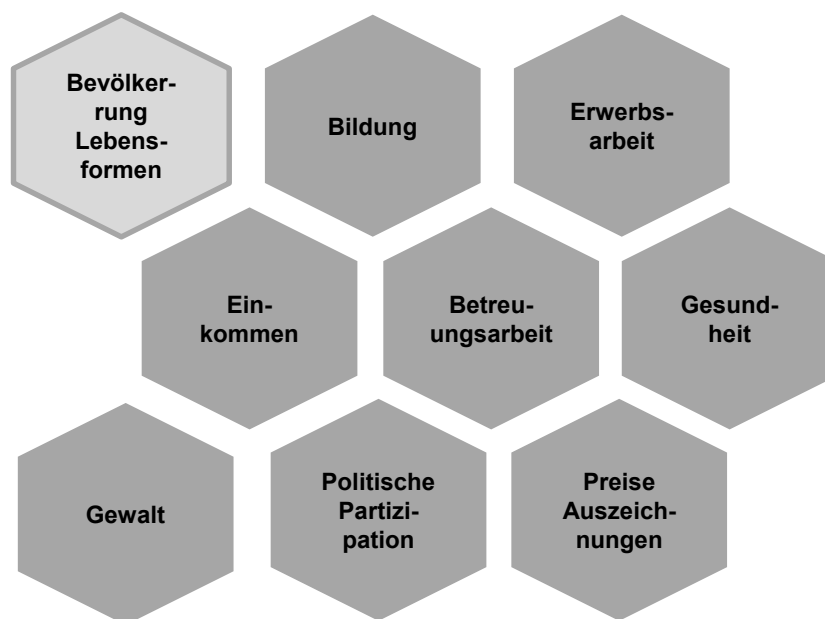 Bevölker-
rung
Lebens-
formen
Bildung
Erwerbs-
arbeit
Ein-
kommen
Betreu-
ungsarbeit
Gesund-
heit
Gewalt
Politische
Partizi-
pation
Preise
Auszeich-
nungen